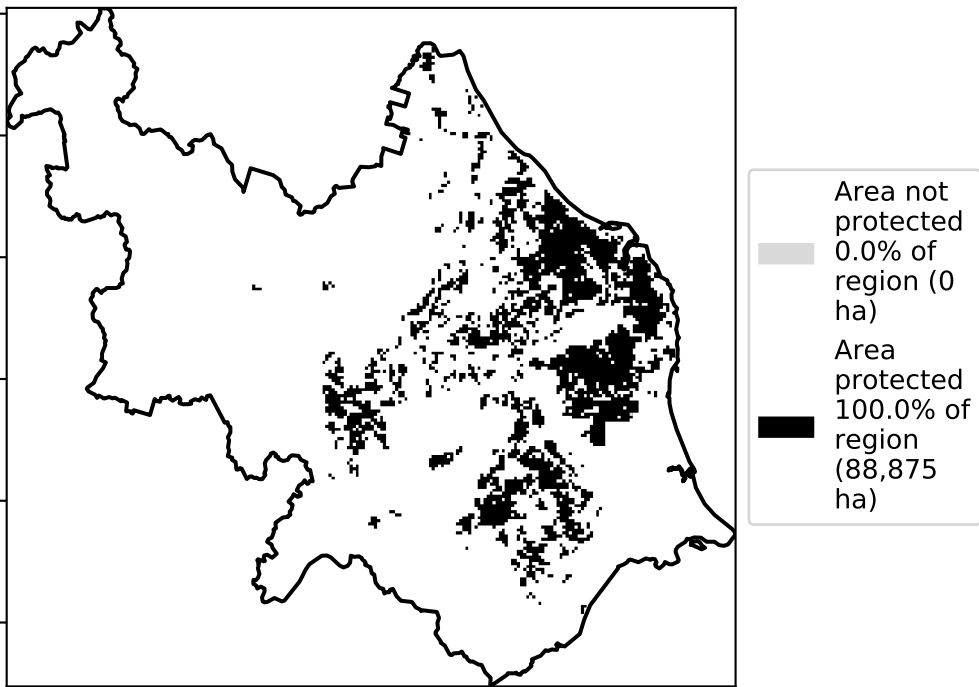 Area not
protected
0.0% of
region (0
ha)
Area
protected
100.0% of
region
(88,875
ha)